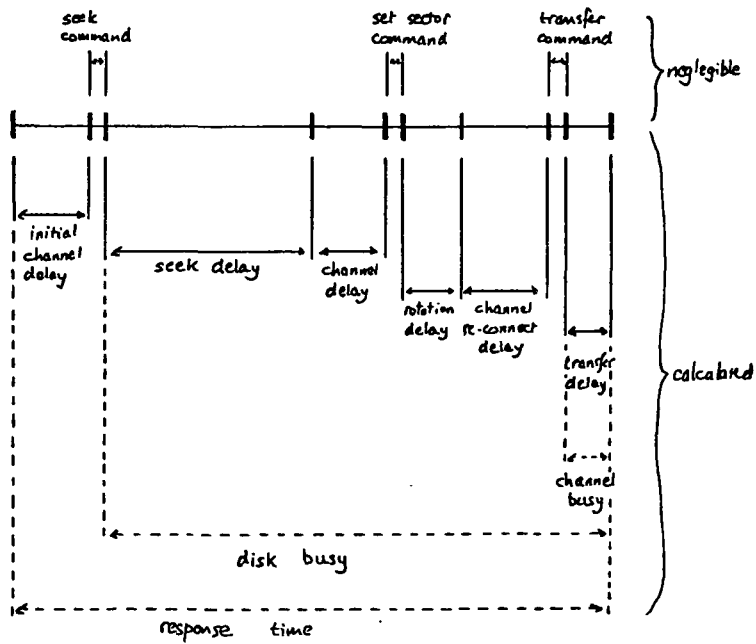 seek
command
set sector
command
transfer
command
neglegible
initial
channel
delay
seek delay
channel
delay
rotation
delay
channel
re-connect
delay
transfer
delay
calculated
channel
busy
disk busy
response time